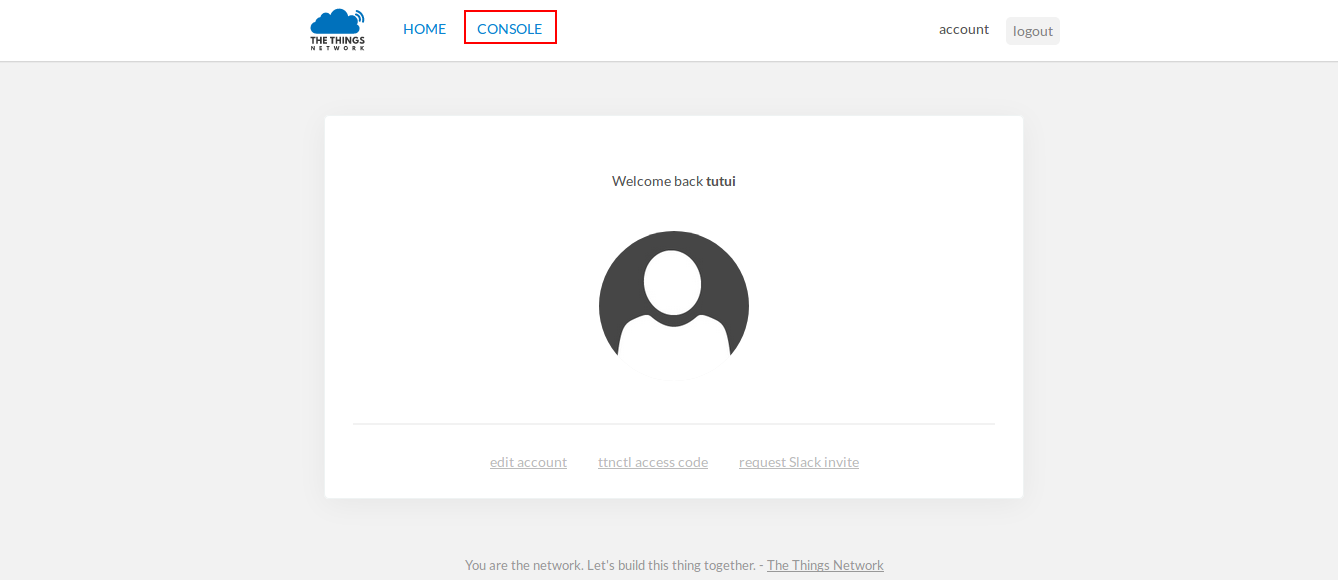 THE THINGS
NETWORK
HOME CONSOLE account logout
Welcome back tutui
edit account ttnctl access code request Slack invite
You are the network. Let's build this thing together. - The Things Network